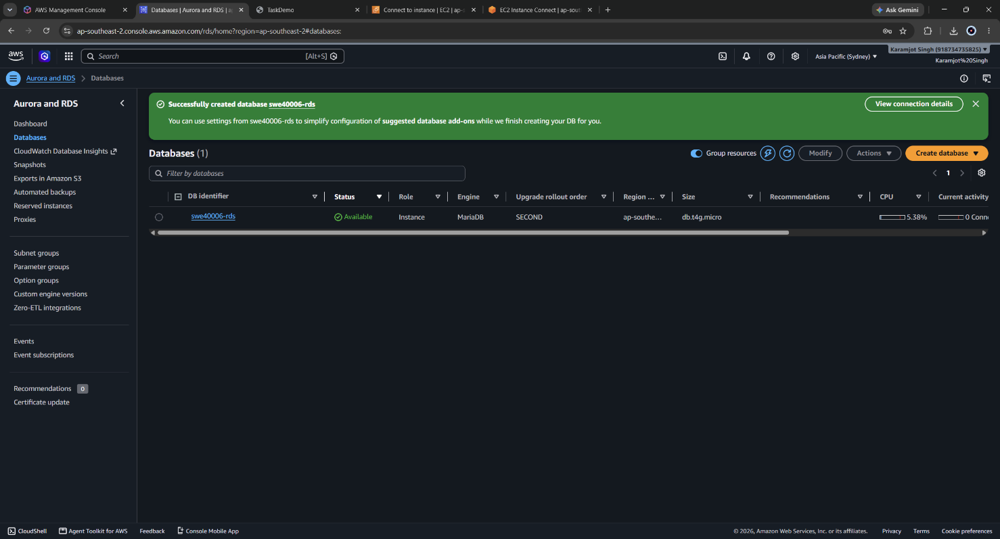 AWS Management Console
Databases | Aurora and RDS | ap
TaskDemo
Connect to instance | EC2 | ap-s
EC2 Instance Connect | ap-sout
Ask Gemini
ap-southeast-2.console.aws.amazon.com/rds/home?region=ap-southeast-2#databases:
aws
Search
[Alt+S]
Asia Pacific (Sydney)
Karamjot Singh (918734735825)
Karamjot%20Singh
Aurora and RDS
Databases
Aurora and RDS
Dashboard
Databases
CloudWatch Database Insights
Snapshots
Exports in Amazon S3
Automated backups
Reserved instances
Proxies
Subnet groups
Parameter groups
Option groups
Custom engine versions
Zero-ETL integrations
Events
Event subscriptions
Recommendations 0
Certificate update
Successfully created database swe40006-rds
View connection details
You can use settings from swe40006-rds to simplify configuration of suggested database add-ons while we finish creating your DB for you.
Databases (1)
Group resources
Modify
Actions
Create database
Filter by databases
1
DB identifier Status Role Engine Upgrade rollout order Region ... Size Recommendations CPU Current activity
swe40006-rds Available Instance MariaDB SECOND ap-southe... db.t4g.micro 5.38% 0 Conn
CloudShell Agent Toolkit for AWS Feedback Console Mobile App © 2026, Amazon Web Services, Inc. or its affiliates. Privacy Terms Cookie preferences